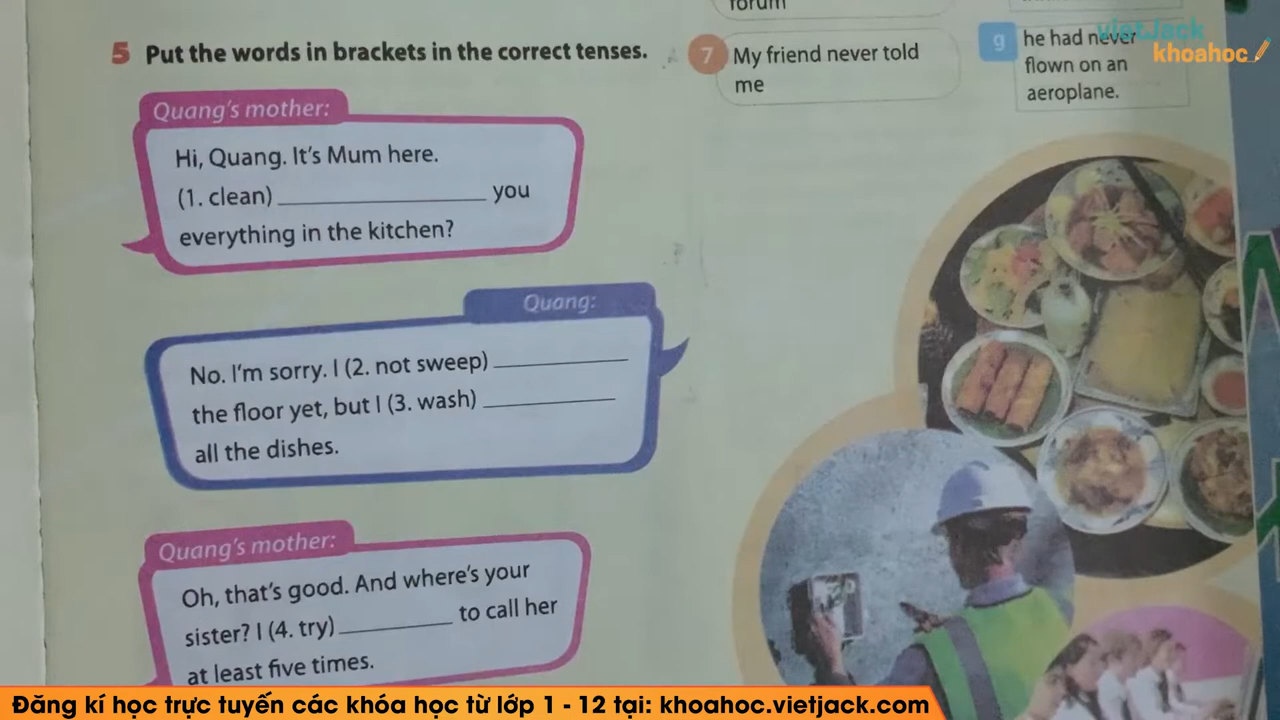 forum
5 Put the words in brackets in the correct tenses.
Quang's mother:
Hi, Quang. It's Mum here.
(1. clean) ____________ you
everything in the kitchen?
Quang:
No. I'm sorry. I (2. not sweep) ____________
the floor yet, but I (3. wash) ____________
all the dishes.
Quang's mother:
Oh, that's good. And where's your
sister? I (4. try) ____________ to call her
at least five times.
7 My friend never told
me
g he had never
flown on an
aeroplane.
vietJack
khoahoc
Đăng kí học trực tuyến các khóa học từ lớp 1 - 12 tại: khoahoc.vietjack.com